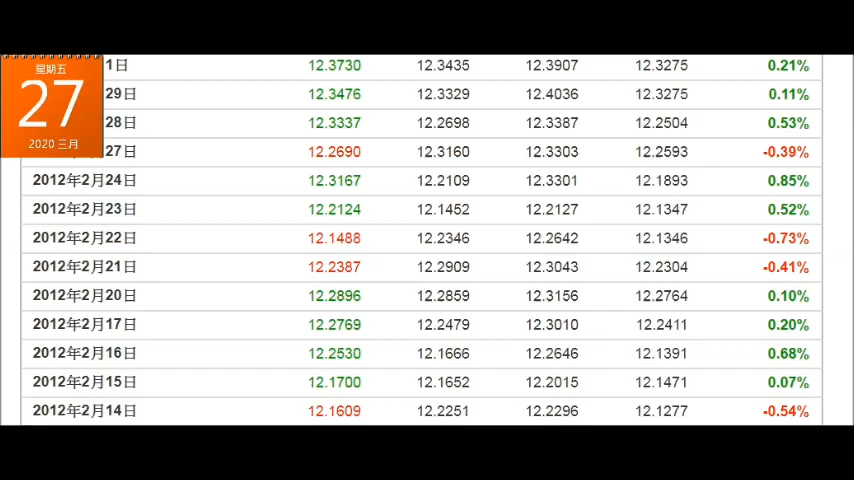 星期五
27
2020 三月
1日 12.3730 12.3435 12.3907 12.3275 0.21%
29日 12.3476 12.3329 12.4036 12.3275 0.11%
28日 12.3337 12.2698 12.3387 12.2504 0.53%
27日 12.2690 12.3160 12.3303 12.2593 -0.39%
2012年2月24日 12.3167 12.2109 12.3301 12.1893 0.85%
2012年2月23日 12.2124 12.1452 12.2127 12.1347 0.52%
2012年2月22日 12.1488 12.2346 12.2642 12.1346 -0.73%
2012年2月21日 12.2387 12.2909 12.3043 12.2304 -0.41%
2012年2月20日 12.2896 12.2859 12.3156 12.2764 0.10%
2012年2月17日 12.2769 12.2479 12.3010 12.2411 0.20%
2012年2月16日 12.2530 12.1666 12.2646 12.1391 0.68%
2012年2月15日 12.1700 12.1652 12.2015 12.1471 0.07%
2012年2月14日 12.1609 12.2251 12.2296 12.1277 -0.54%